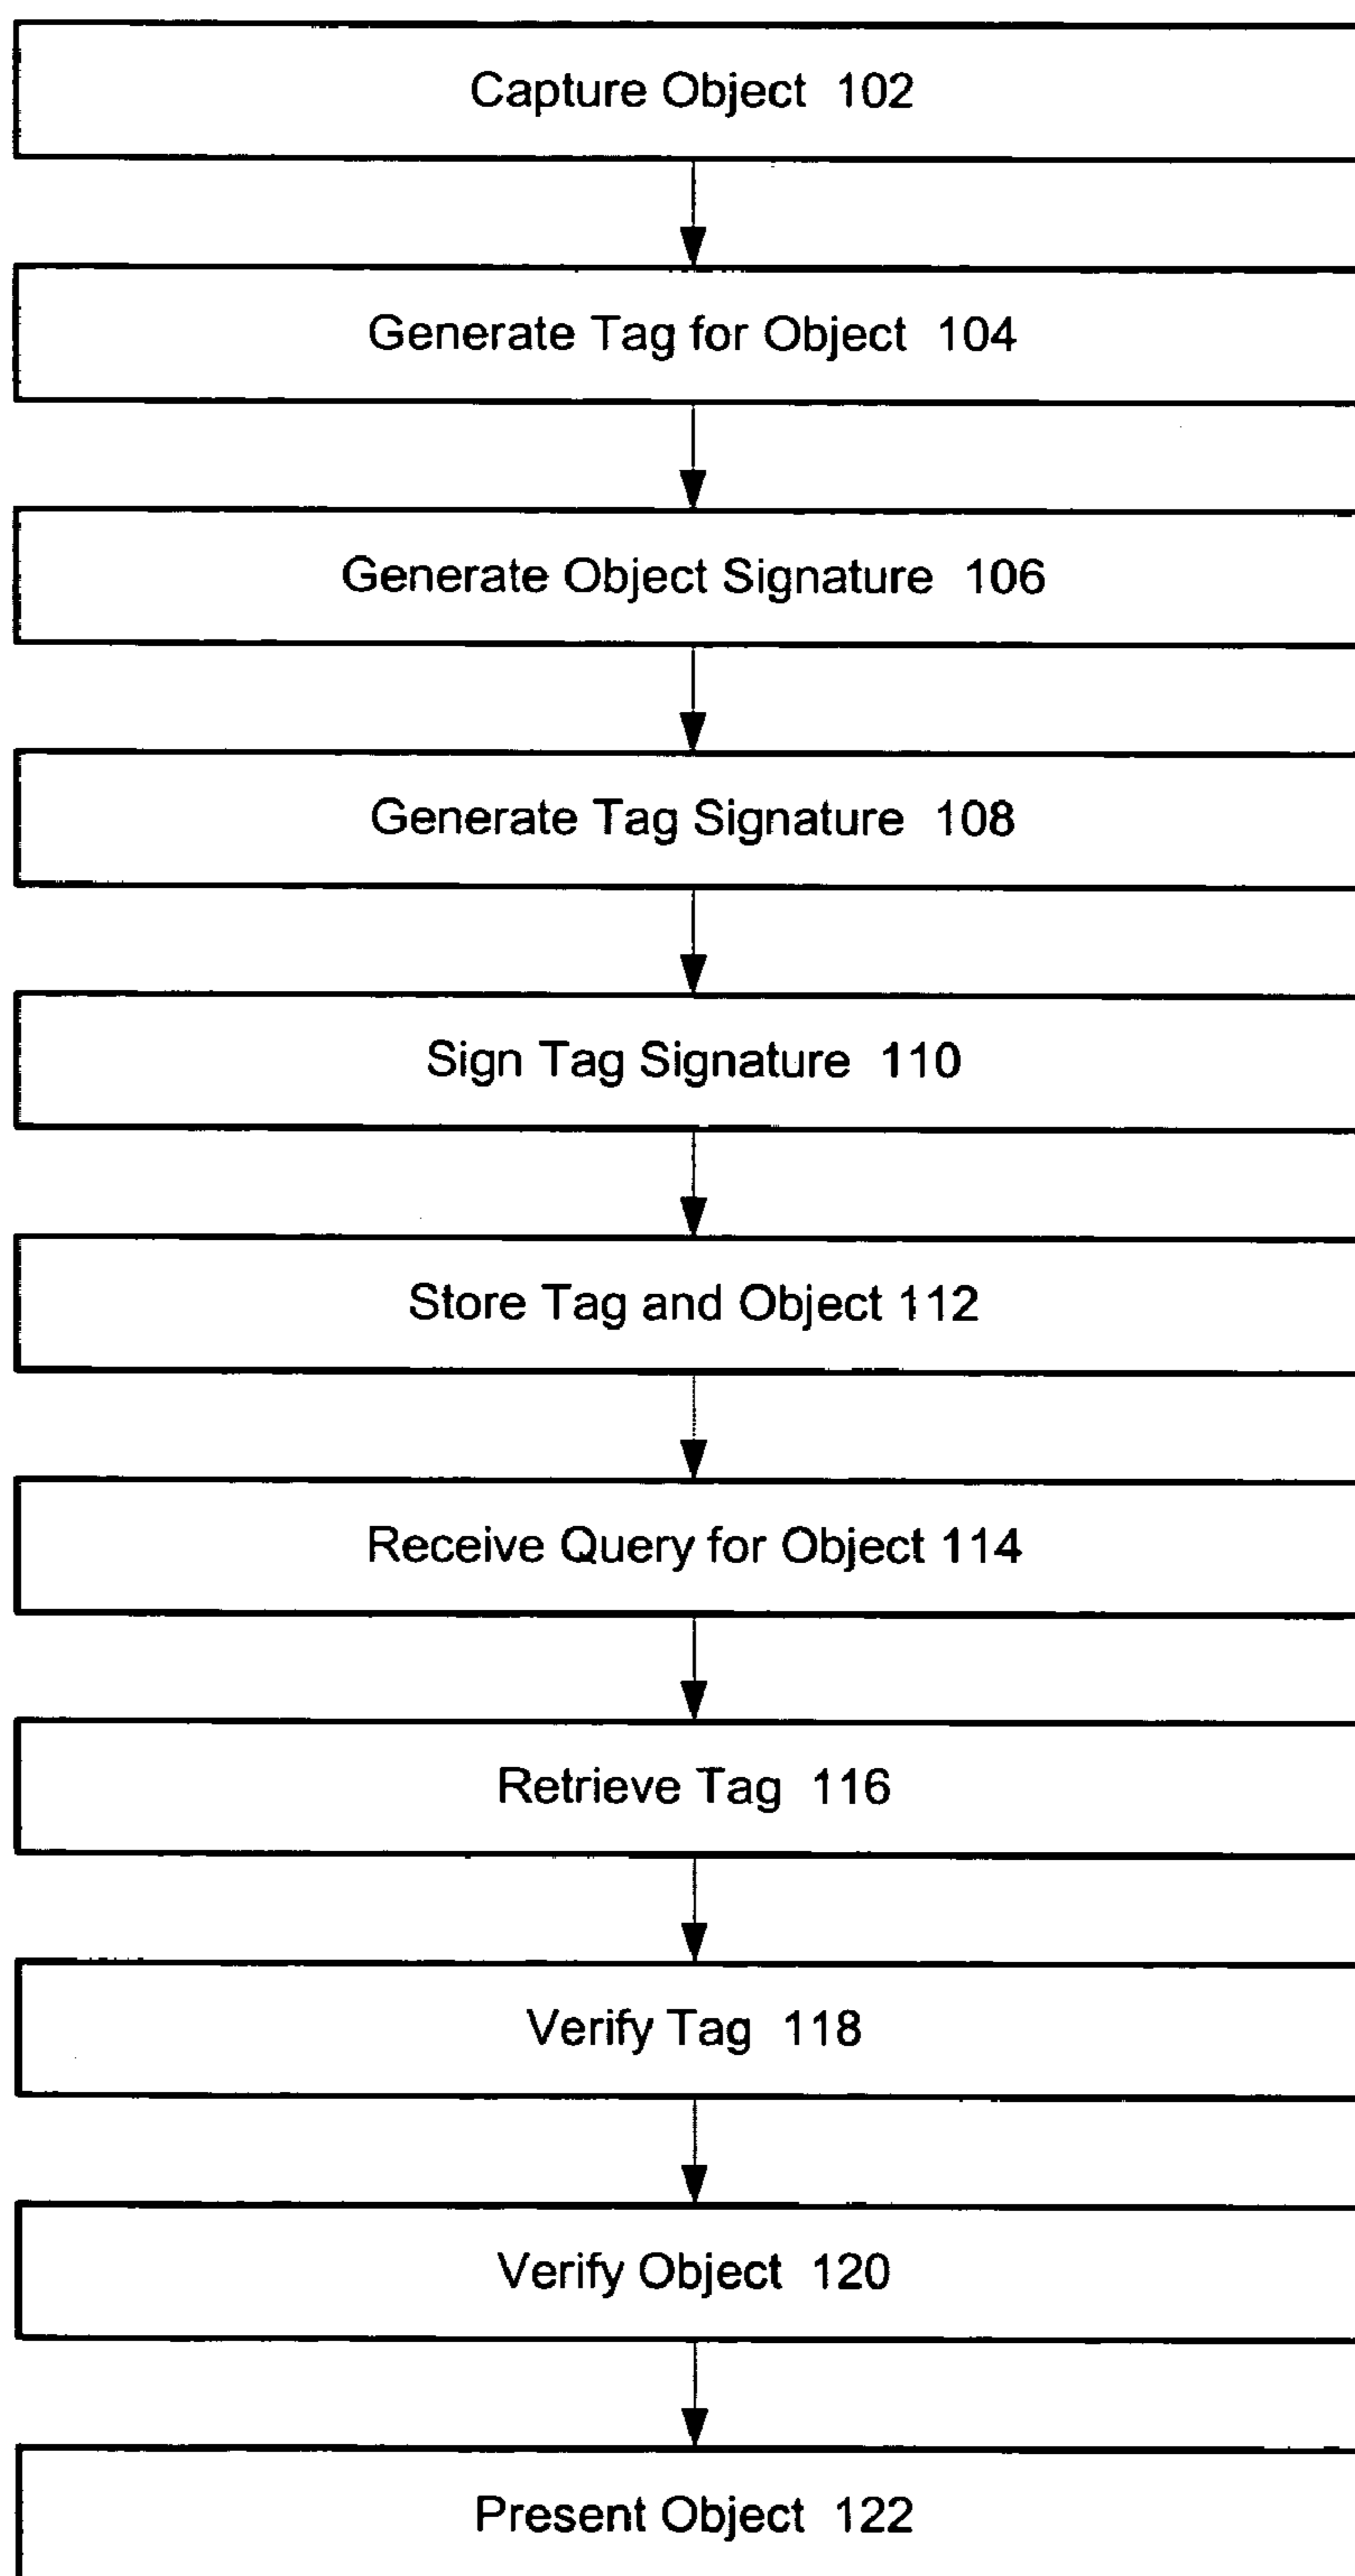 Capture Object 102
Generate Tag for Object 104
Generate Object Signature 106
Generate Tag Signature 108
Sign Tag Signature 110
Store Tag and Object 112
Receive Query for Object 114
Retrieve Tag 116
Verify Tag 118
Verify Object 120
Present Object 122